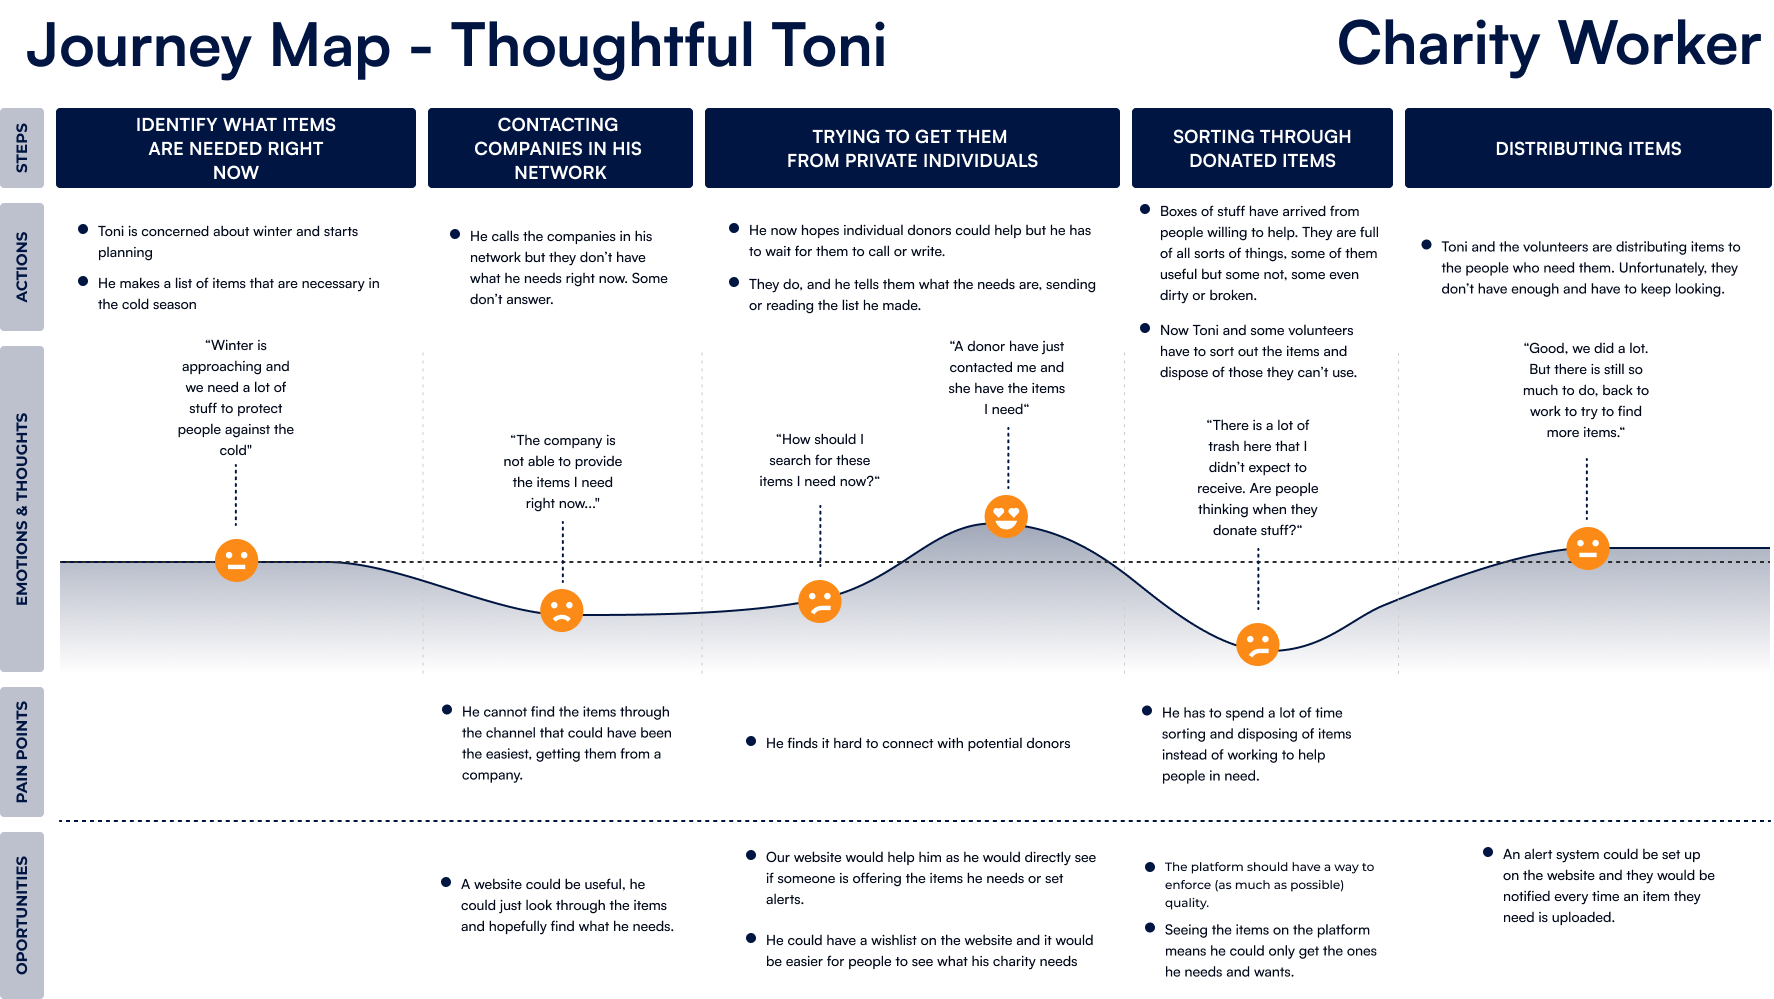 Journey Map - Thoughtful Toni
Charity Worker
STEPS
IDENTIFY WHAT ITEMS
ARE NEEDED RIGHT
NOW
CONTACTING
COMPANIES IN HIS
NETWORK
TRYING TO GET THEM
FROM PRIVATE INDIVIDUALS
SORTING THROUGH
DONATED ITEMS
DISTRIBUTING ITEMS
ACTIONS
Toni is concerned about winter and starts
planning
He makes a list of items that are necessary in
the cold season
He calls the companies in his
network but they don’t have
what he needs right now. Some
don’t answer.
He now hopes individual donors could help but he has
to wait for them to call or write.
They do, and he tells them what the needs are, sending
or reading the list he made.
Boxes of stuff have arrived from
people willing to help. They are full
of all sorts of things, some of them
useful but some not, some even
dirty or broken.
Now Toni and some volunteers
have to sort out the items and
dispose of those they can’t use.
Toni and the volunteers are distributing items to
the people who need them. Unfortunately, they
don’t have enough and have to keep looking.
EMOTIONS & THOUGHTS
“Winter is
approaching and
we need a lot of
stuff to protect
people against the
cold"
“The company is
not able to provide
the items I need
right now..."
“How should I
search for these
items I need now?“
“A donor have just
contacted me and
she have the items
I need“
“There is a lot of
trash here that I
didn’t expect to
receive. Are people
thinking when they
donate stuff?“
“Good, we did a lot.
But there is still so
much to do, back to
work to try to find
more items.“
PAIN POINTS
He cannot find the items through
the channel that could have been
the easiest, getting them from a
company.
He finds it hard to connect with potential donors
He has to spend a lot of time
sorting and disposing of items
instead of working to help
people in need.
OPORTUNITIES
A website could be useful, he
could just look through the items
and hopefully find what he needs.
Our website would help him as he would directly see
if someone is offering the items he needs or set
alerts.
He could have a wishlist on the website and it would
be easier for people to see what his charity needs
The platform should have a way to
enforce (as much as possible)
quality.
Seeing the items on the platform
means he could only get the ones
he needs and wants.
An alert system could be set up
on the website and they would be
notified every time an item they
need is uploaded.